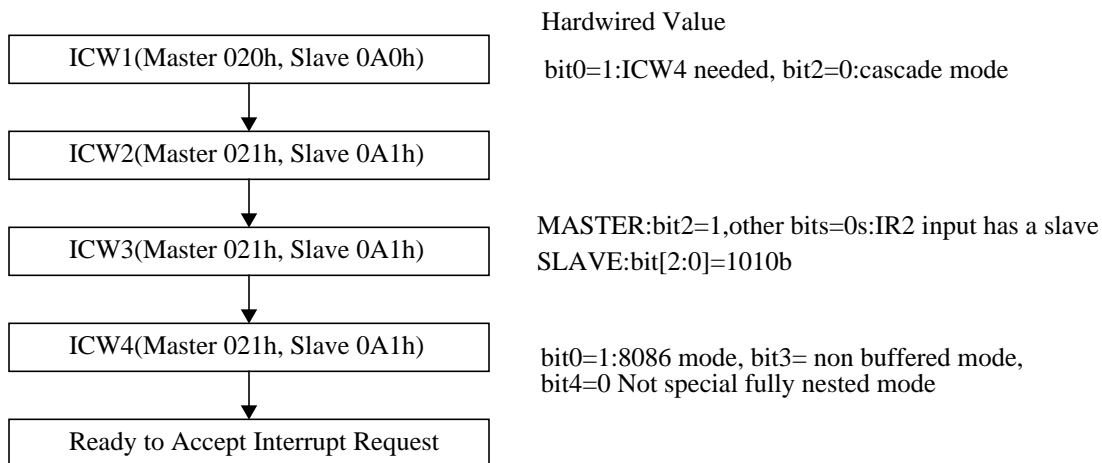 Hardwired Value
ICW1(Master 020h, Slave 0A0h)
bit0=1:ICW4 needed, bit2=0:cascade mode
ICW2(Master 021h, Slave 0A1h)
ICW3(Master 021h, Slave 0A1h)
MASTER:bit2=1,other bits=0s:IR2 input has a slave
SLAVE:bit[2:0]=1010b
ICW4(Master 021h, Slave 0A1h)
bit0=1:8086 mode, bit3= non buffered mode,
bit4=0 Not special fully nested mode
Ready to Accept Interrupt Request